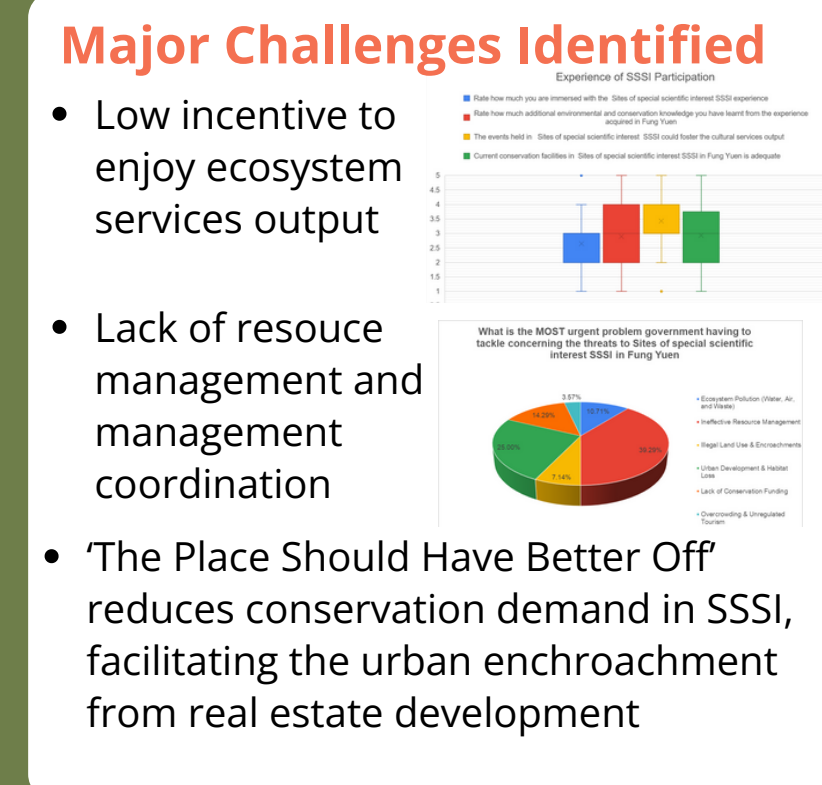 Major Challenges Identified
• Low incentive to
enjoy ecosystem
services output
Experience of SSSI Participation
Rate how much you are immersed with the Sites of special scientific interest SSSI experience
Rate how much additional environmental and conservation knowledge you have learnt from the experience
acquired in Fung Yuen
The events held in Sites of special scientific interest SSSI could foster the cultural services output
Current conservation facilities in Sites of special scientific interest SSSI in Fung Yuen is adequate
5
4.5
4
3.5
3
2.5
2
1.5
1
• Lack of resouce
management and
management
coordination
What is the MOST urgent problem government having to
tackle concerning the threats to Sites of special scientific
interest SSSI in Fung Yuen
3.57%
10.71%
14.29%
39.29%
25.00%
7.14%
• Ecosystem Pollution (Water, Air,
and Waste)
• Ineffective Resource Management
• Illegal Land Use & Encroachments
• Urban Development & Habitat
Loss
• Lack of Conservation Funding
• Overcrowding & Unregulated
Tourism
• ‘The Place Should Have Better Off’
reduces conservation demand in SSSI,
facilitating the urban enchroachment
from real estate development